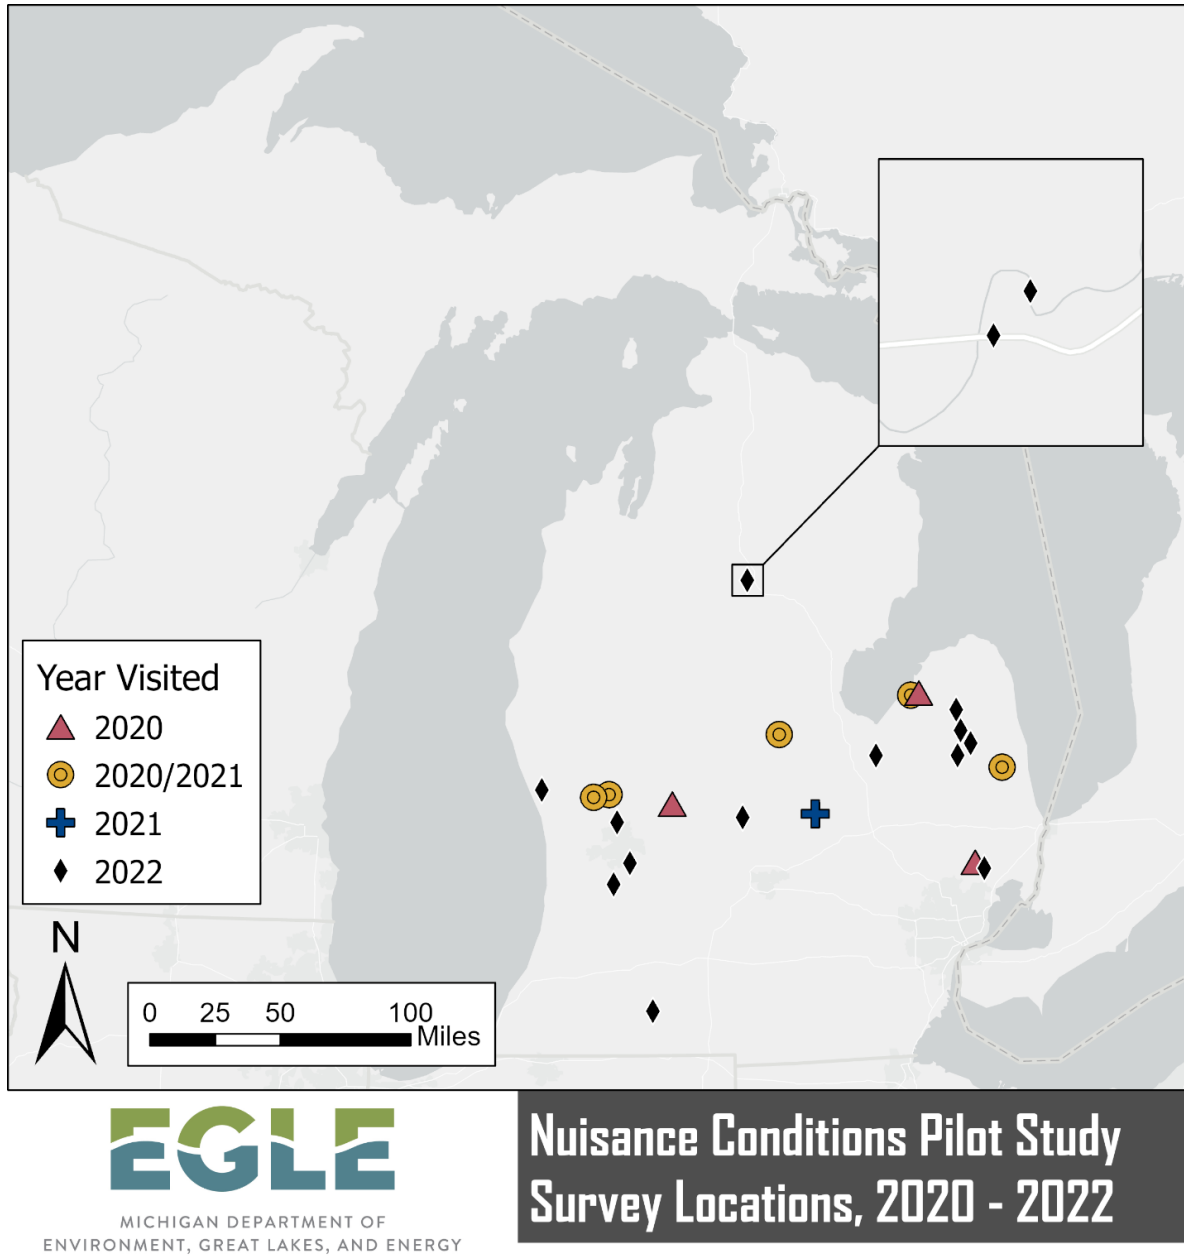 Year Visited
2020
2020/2021
2021
2022
N
0 25 50 100
Miles
EGLE
MICHIGAN DEPARTMENT OF
ENVIRONMENT, GREAT LAKES, AND ENERGY
Nuisance Conditions Pilot Study
Survey Locations, 2020 - 2022